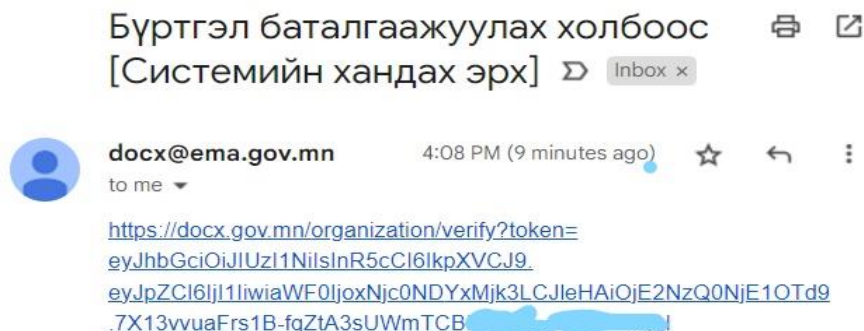 Бүртгэл баталгаажуулах холбоос
[Системийн хандах эрх] Inbox ×
docx@ema.gov.mn 4:08 PM (9 minutes ago)
to me
https://docx.gov.mn/organization/verify?token=
eyJhbGciOiJIUzI1NiIsInR5cCI6IkpXVCJ9.
eyJpZCI6IjI1IiwiaWF0IjoxNjc0NDYxMjk3LCJleHAiOjE2NzQ0NjE1OTd9
.7X13vvuaFrs1B-fgZtA3sUWmTCB